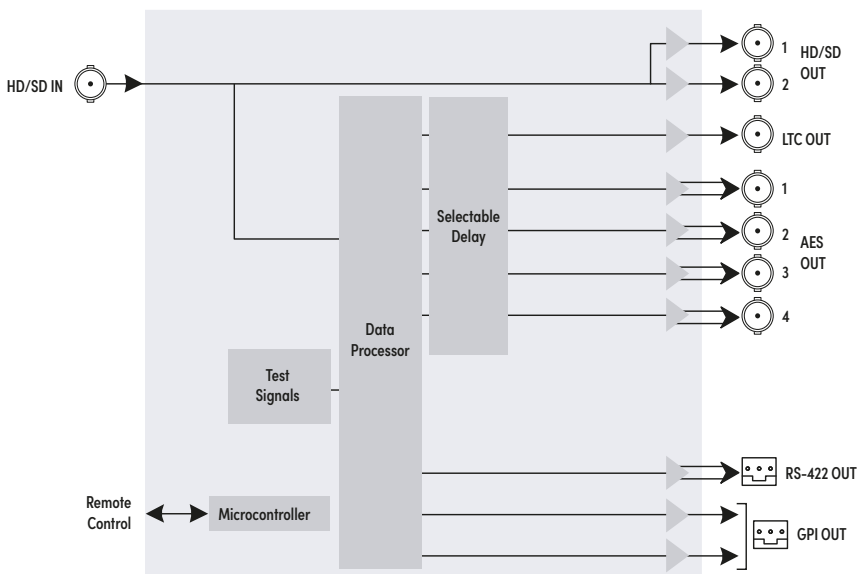 HD/SD IN
1
HD/SD
OUT
2
LTC OUT
1
2
AES
OUT
3
4
Selectable
Delay
Data
Processor
Test
Signals
Remote
Control
Microcontroller
RS-422 OUT
GPI OUT